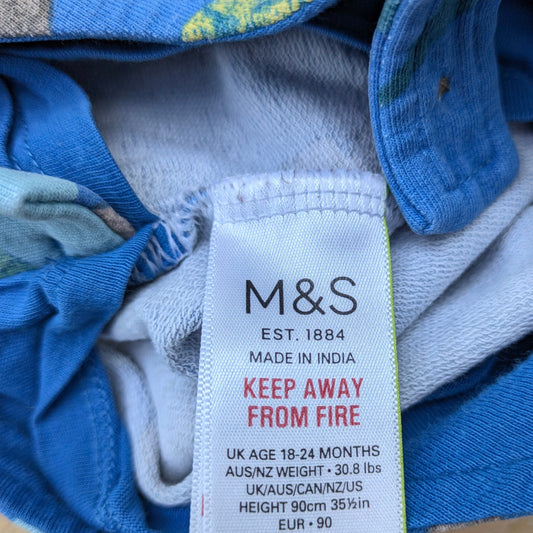 M&S
EST. 1884
MADE IN INDIA
KEEP AWAY
FROM FIRE
UK AGE 18-24 MONTHS
AUS/NZ WEIGHT • 30.8 lbs
UK/AUS/CAN/NZ/US
HEIGHT 90cm 35½in
EUR • 90